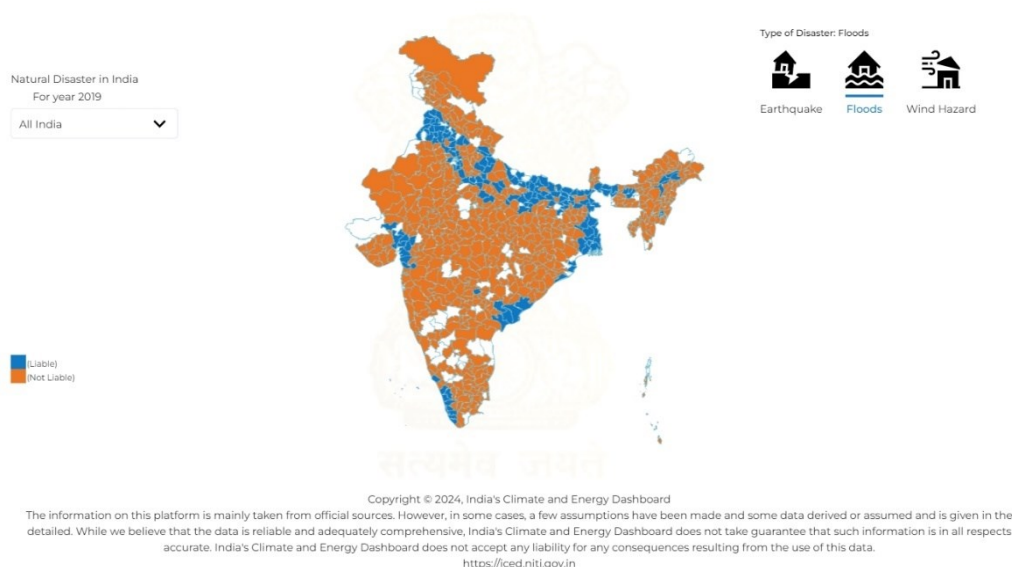 Type of Disaster: Floods
Natural Disaster in India
For year 2019
All India
Earthquake
Floods
Wind Hazard
(Liable)
(Not Liable)
सत्यमेव जयते
Copyright © 2024, India's Climate and Energy Dashboard
The information on this platform is mainly taken from official sources. However, in some cases, a few assumptions have been made and some data derived or assumed and is given in the
detailed. While we believe that the data is reliable and adequately comprehensive, India's Climate and Energy Dashboard does not take guarantee that such information is in all respects
accurate. India's Climate and Energy Dashboard does not accept any liability for any consequences resulting from the use of this data.
https://iced.niti.gov.in